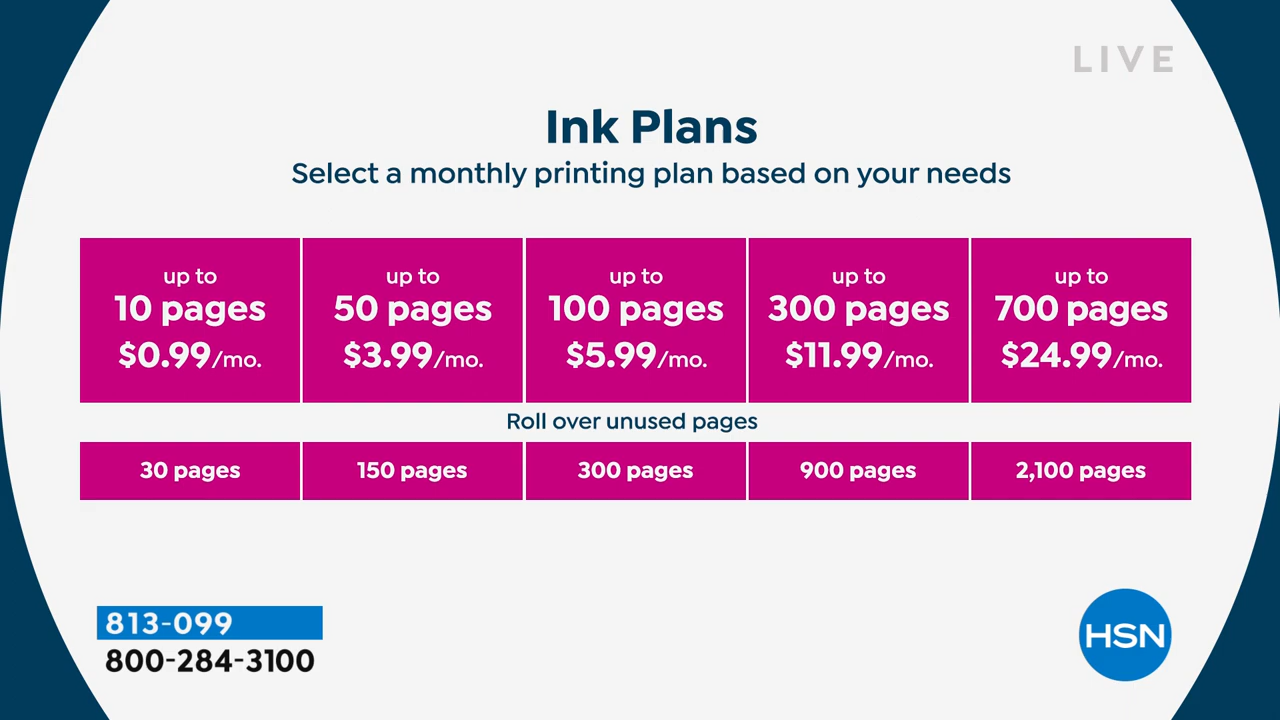 LIVE
Ink Plans
Select a monthly printing plan based on your needs
up to
10 pages
$0.99/mo.
up to
50 pages
$3.99/mo.
up to
100 pages
$5.99/mo.
up to
300 pages
$11.99/mo.
up to
700 pages
$24.99/mo.
Roll over unused pages
30 pages
150 pages
300 pages
900 pages
2,100 pages
813-099
800-284-3100
HSN